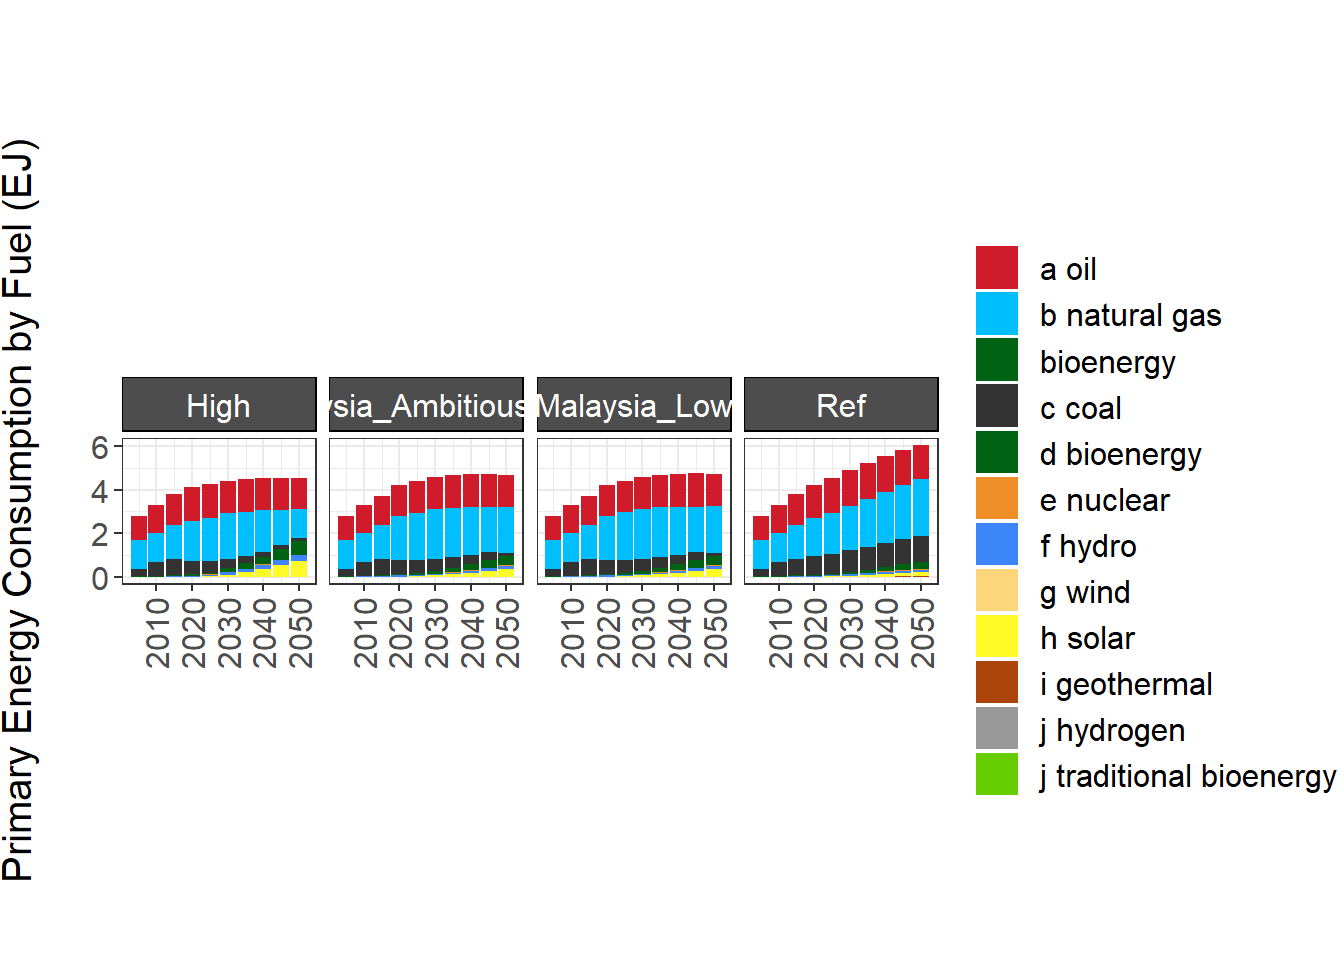 Primary Energy Consumption by Fuel (EJ)
High
ysia_Ambitious
Malaysia_Low
Ref
6
4
2
0
2010 2020 2030 2040 2050
2010 2020 2030 2040 2050
2010 2020 2030 2040 2050
2010 2020 2030 2040 2050
a oil
b natural gas
bioenergy
c coal
d bioenergy
e nuclear
f hydro
g wind
h solar
i geothermal
j hydrogen
j traditional bioenergy